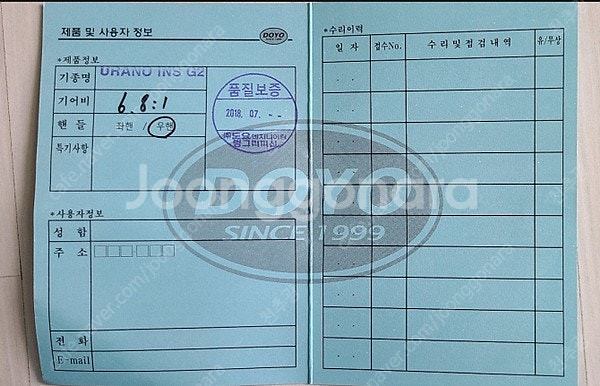 제품 및 사용자 정보
DOYO
*제품정보
기종명 URANO INS G2
기어비 6.8:1
핸들 좌핸 / 우핸
특기사항
품질보증
2018. 07. - -
DOYO
SINCE 1999
Joonggonara
*사용자정보
성함
주소
전화
E-mail
*수리이력
일자 접수No. 수리및점검내역 유/무상